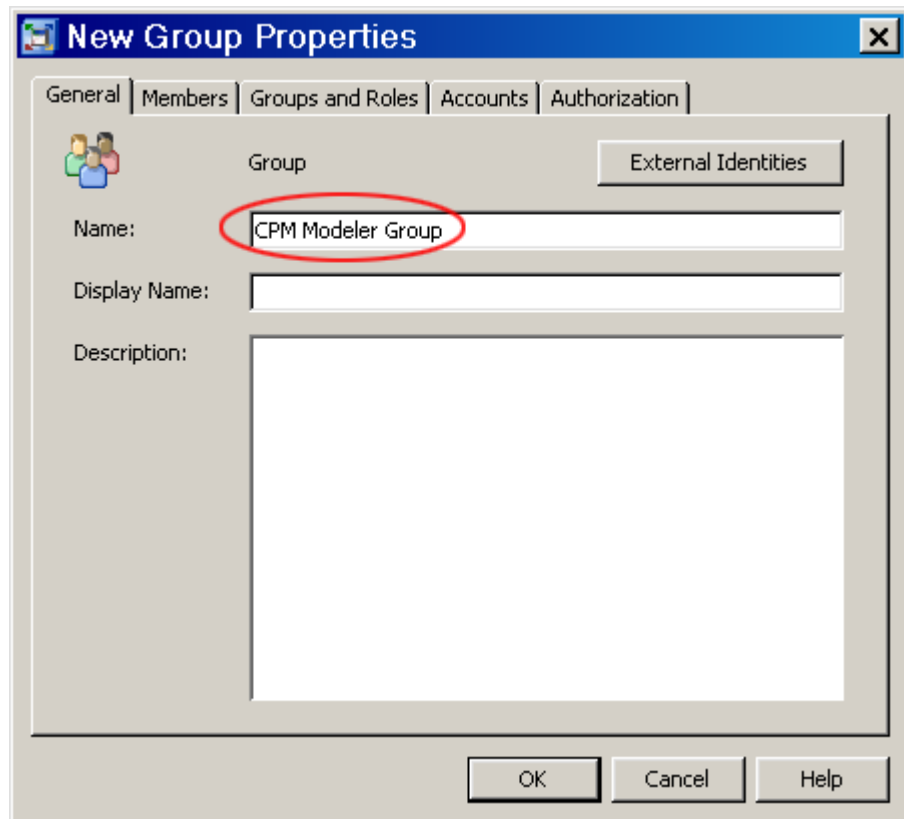 New Group Properties
General Members Groups and Roles Accounts Authorization
Group External Identities
Name: CPM Modeler Group
Display Name:
Description:
OK Cancel Help